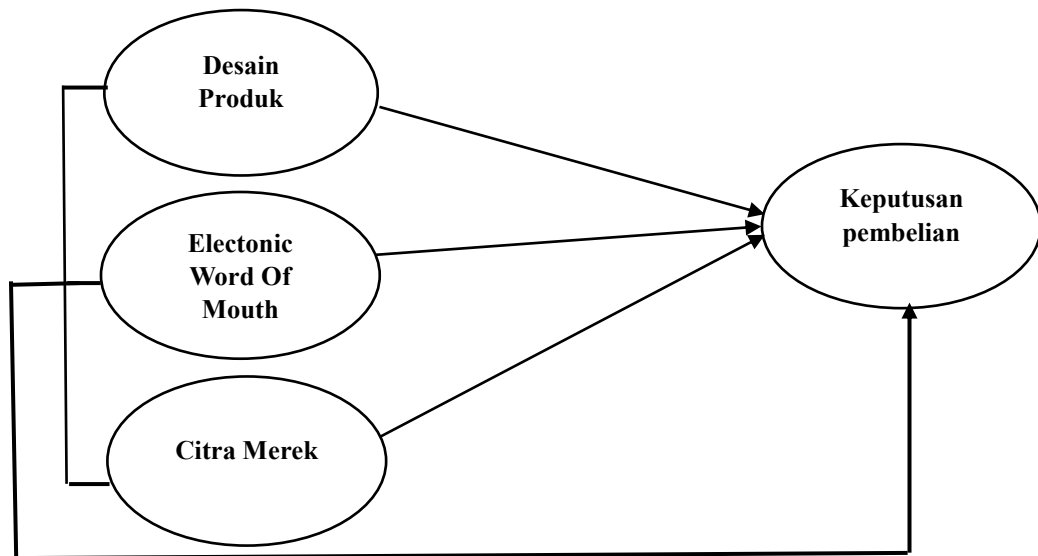 Desain
Produk
Electonic
Word Of
Mouth
Citra Merek
Keputusan
pembelian